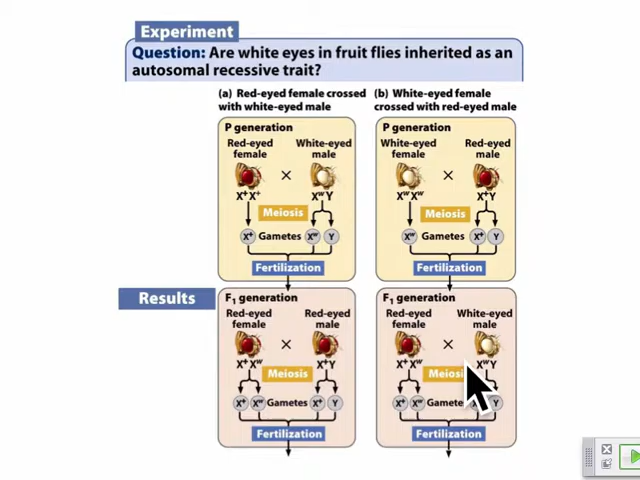 Experiment
Question: Are white eyes in fruit flies inherited as an
autosomal recessive trait?
(a) Red-eyed female crossed
with white-eyed male
P generation
Red-eyed
female
White-eyed
male
×
X⁺X⁺
XʷY
Meiosis
X⁺
Gametes
Xʷ
Y
Fertilization
(b) White-eyed female
crossed with red-eyed male
P generation
White-eyed
female
Red-eyed
male
×
XʷXʷ
X⁺Y
Meiosis
Xʷ
Gametes
X⁺
Y
Fertilization
Results
F₁ generation
Red-eyed
female
Red-eyed
male
×
X⁺Xʷ
X⁺Y
Meiosis
X⁺
Xʷ
Gametes
X⁺
Y
Fertilization
F₁ generation
Red-eyed
female
White-eyed
male
×
X⁺Xʷ
XʷY
X⁺
Xʷ
Gametes
Y
Fertilization